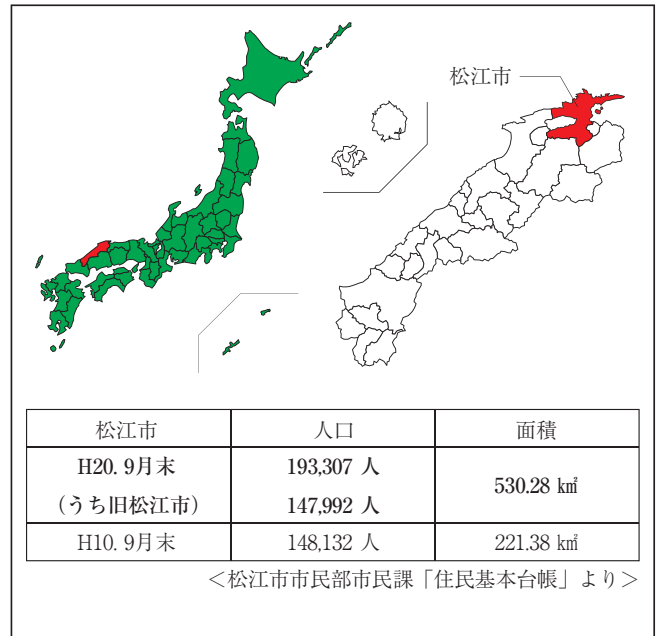 松江市
松江市 人口 面積
H20. 9月末 193,307 人 530.28 ㎢
(うち旧松江市) 147,992 人
H10. 9月末 148,132 人 221.38 ㎢
<松江市市民部市民課「住民基本台帳」より>